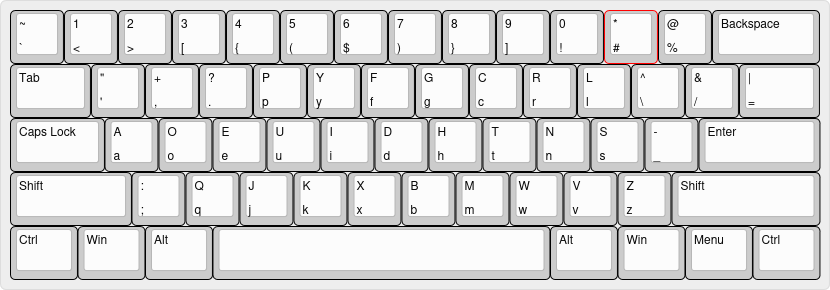 ~ 1 2 3 4 5 6 7 8 9 0 * @ Backspace
` < > [ { ( $ ) } ] ! # %
Tab " + ? P Y F G C R L ^ & |
' , . p y f g c r l \ / =
Caps Lock A O E U I D H T N S - Enter
a o e u i d h t n s _
Shift : Q J K X B M W V Z Shift
; q j k x b m w v z
Ctrl Win Alt Alt Win Menu Ctrl